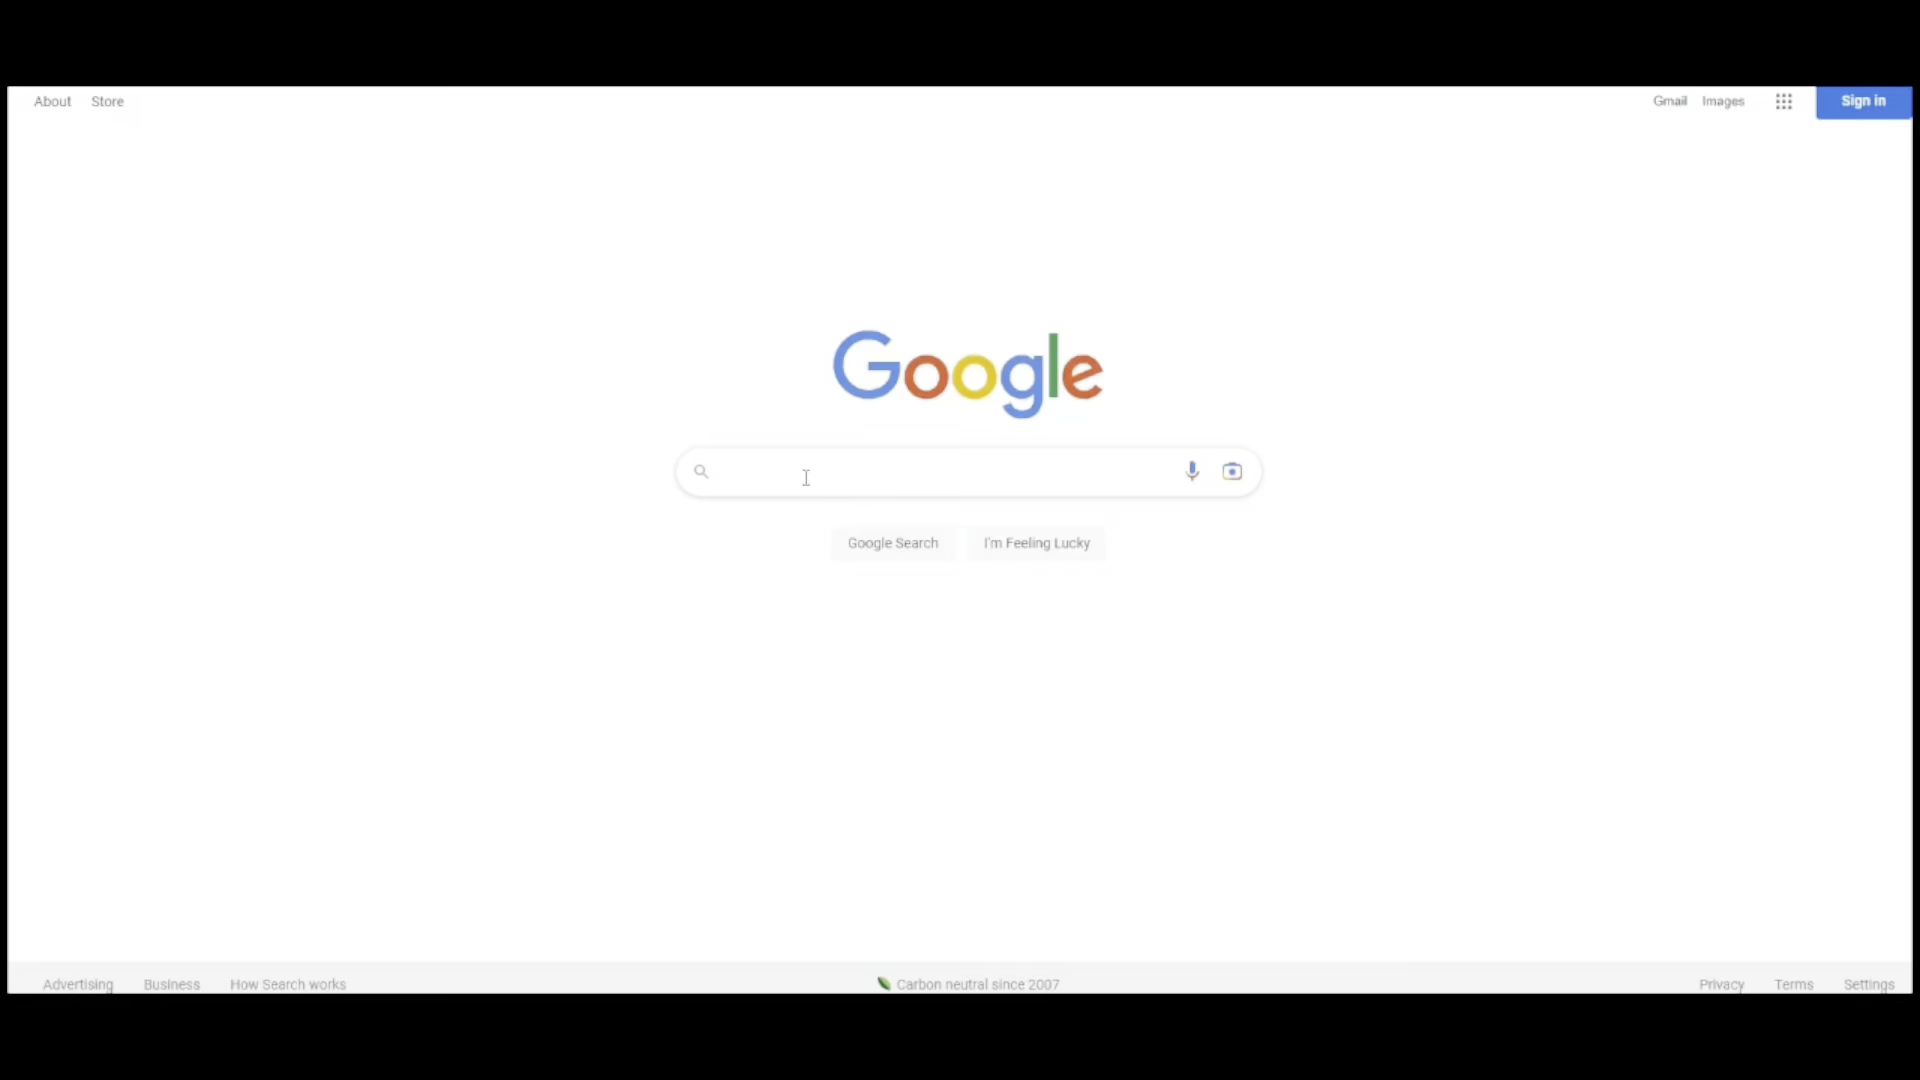 About Store Gmail Images Sign in
Google
Google Search I'm Feeling Lucky
Advertising Business How Search works Carbon neutral since 2007 Privacy Terms Settings